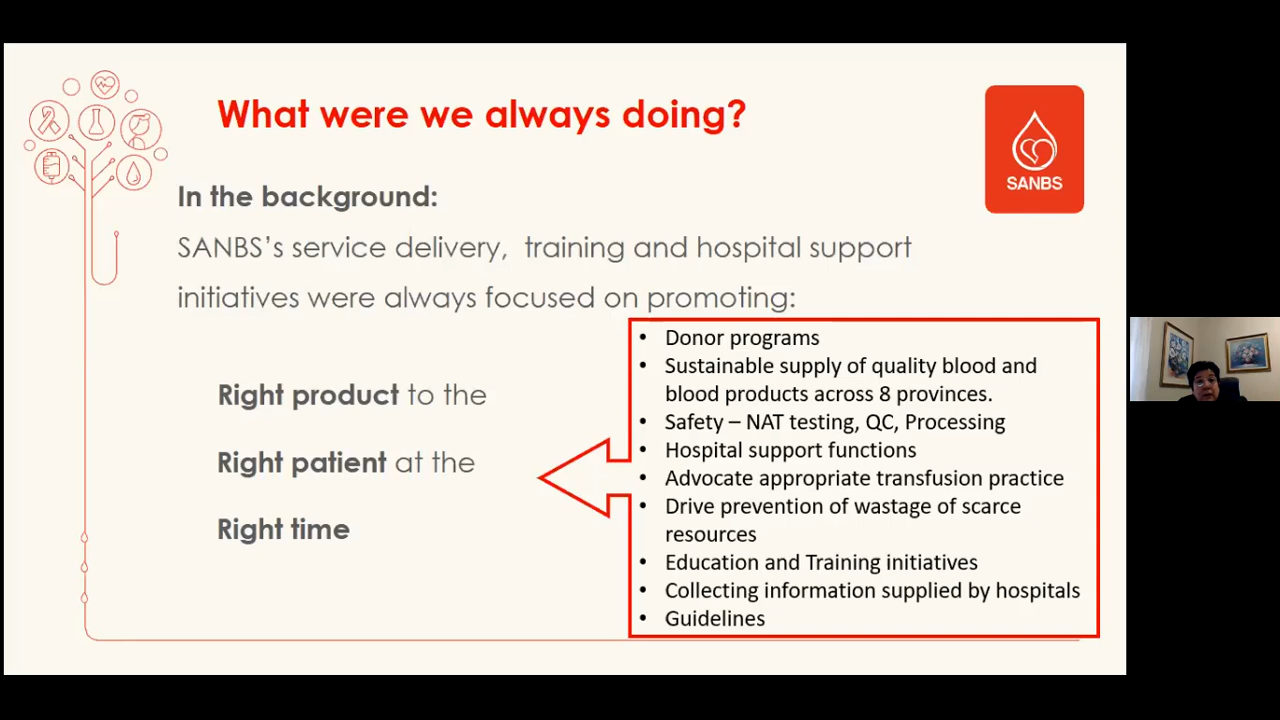 What were we always doing?
SANBS
In the background:
SANBS’s service delivery,  training and hospital support
initiatives were always focused on promoting:
Right product to the
Right patient at the
Right time
• Donor programs
• Sustainable supply of quality blood and
blood products across 8 provinces.
• Safety – NAT testing, QC, Processing
• Hospital support functions
• Advocate appropriate transfusion practice
• Drive prevention of wastage of scarce
resources
• Education and Training initiatives
• Collecting information supplied by hospitals
• Guidelines